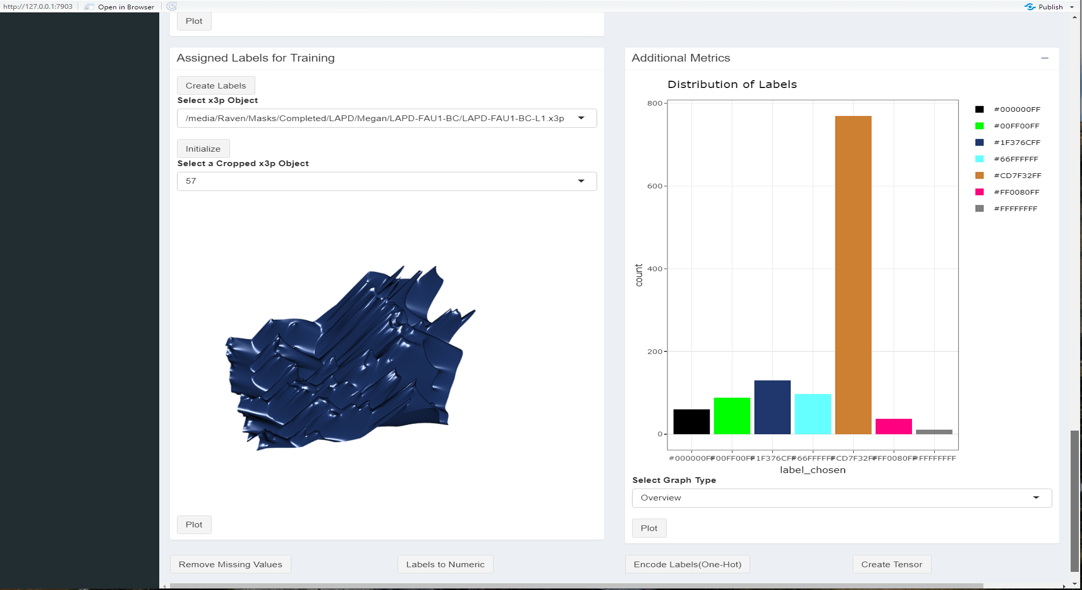 http://127.0.0.1:7903 Open in Browser Publish
Plot
Assigned Labels for Training
Create Labels
Select x3p Object
/media/Raven/Masks/Completed/LAPD/Megan/LAPD-FAU1-BC/LAPD-FAU1-BC-L1.x3p
Initialize
Select a Cropped x3p Object
57
Plot
Additional Metrics
Distribution of Labels
800
600
400
200
0
count
#000000FF
#00FF00FF
#1F376CFF
#66FFFFFF
#CD7F32FF
#FF0080FF
#FFFFFFFF
label_chosen
#000000FF
#00FF00FF
#1F376CFF
#66FFFFFF
#CD7F32FF
#FF0080FF
#FFFFFFFF
Select Graph Type
Overview
Plot
Remove Missing Values Labels to Numeric Encode Labels(One-Hot) Create Tensor